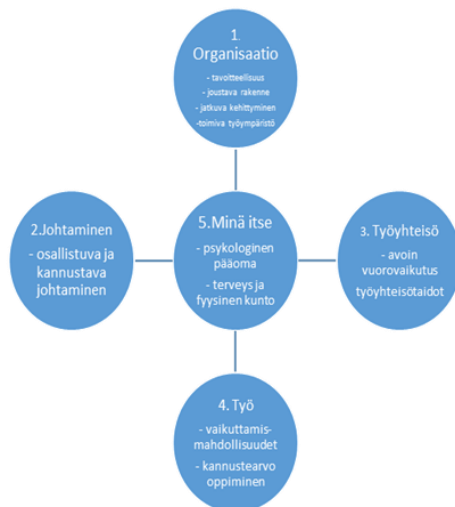 1.
Organisaatio
- tavoitteellisuus
- joustava rakenne
- jatkuva kehittyminen
-toimiva työympäristö
2.Johtaminen
- osallistuva ja
kannustava
johtaminen
5.Minä itse
- psykologinen
pääoma
- terveys ja
fyysinen kunto
3. Työyhteisö
- avoin
vuorovaikutus
työyhteisötaidot
4. Työ
- vaikuttamis-
mahdollisuudet
- kannustearvo
oppiminen